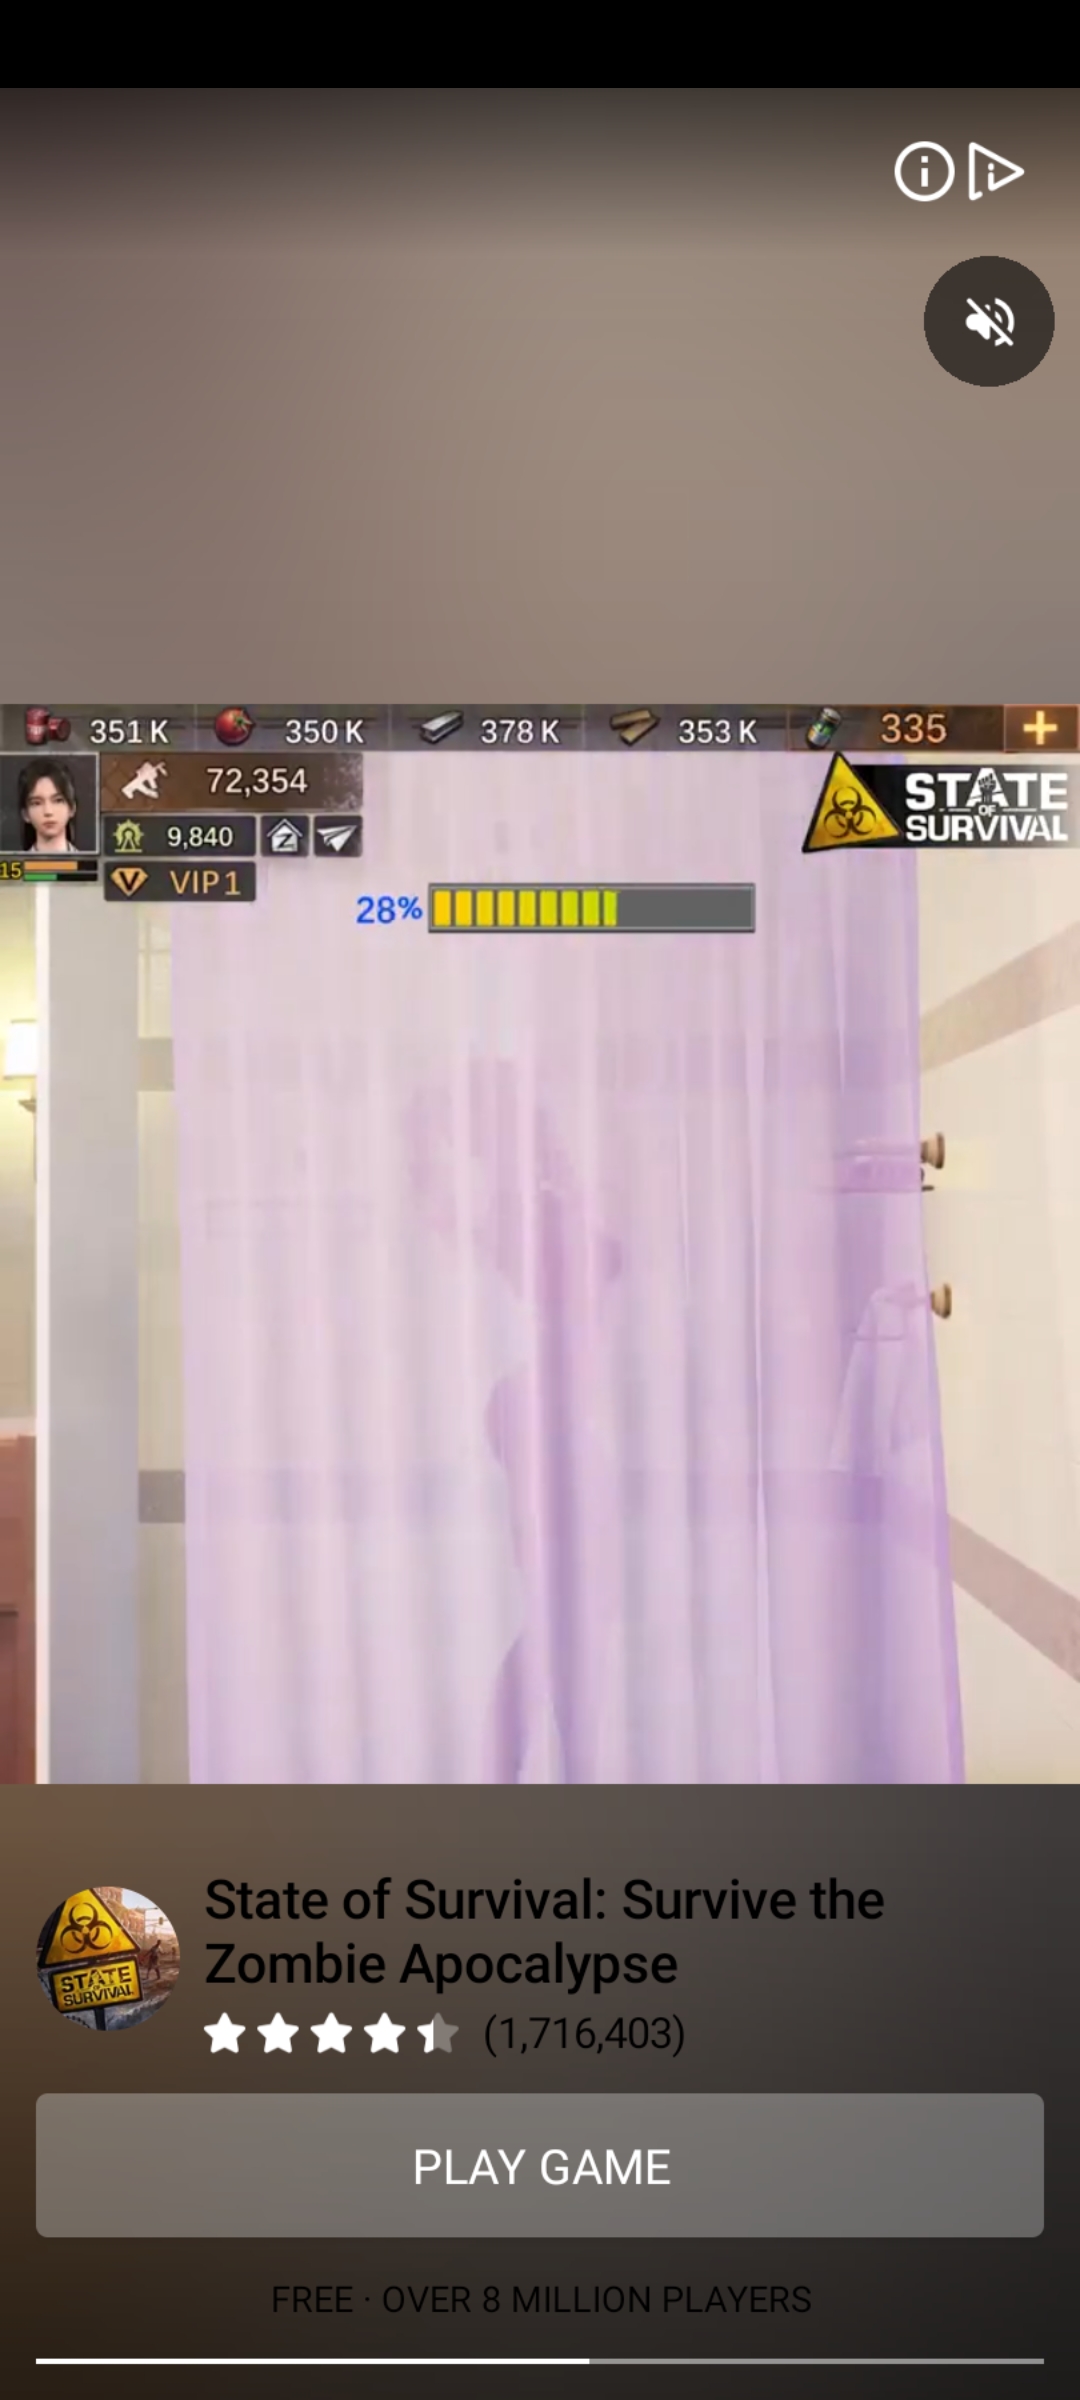 351 K 350 K 378 K 353 K 335
72,354
STATE
OF
SURVIVAL
9,840
15
VIP 1
28%
STATE
OF
SURVIVAL
State of Survival: Survive the
Zombie Apocalypse
(1,716,403)
PLAY GAME
FREE · OVER 8 MILLION PLAYERS